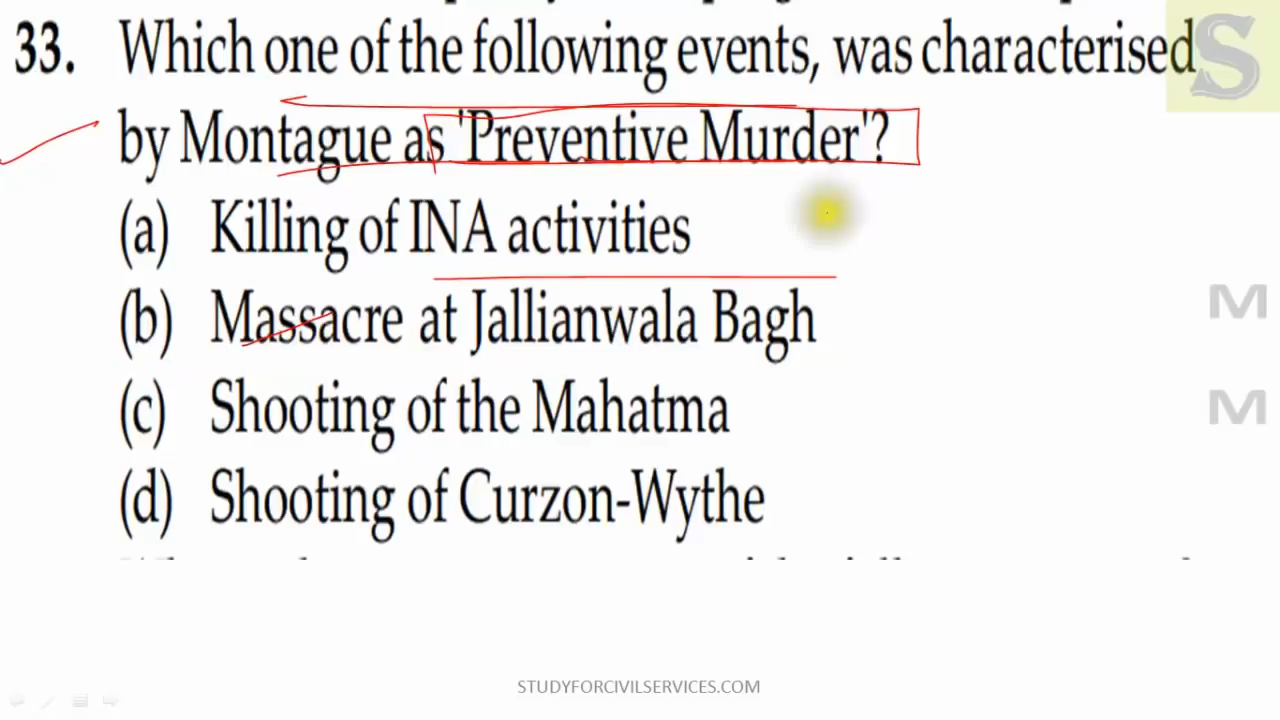 33. Which one of the following events, was characterised
by Montague as 'Preventive Murder'?
(a) Killing of INA activities
(b) Massacre at Jallianwala Bagh
(c) Shooting of the Mahatma
(d) Shooting of Curzon-Wythe
S
M
M
STUDYFORCIVILSERVICES.COM